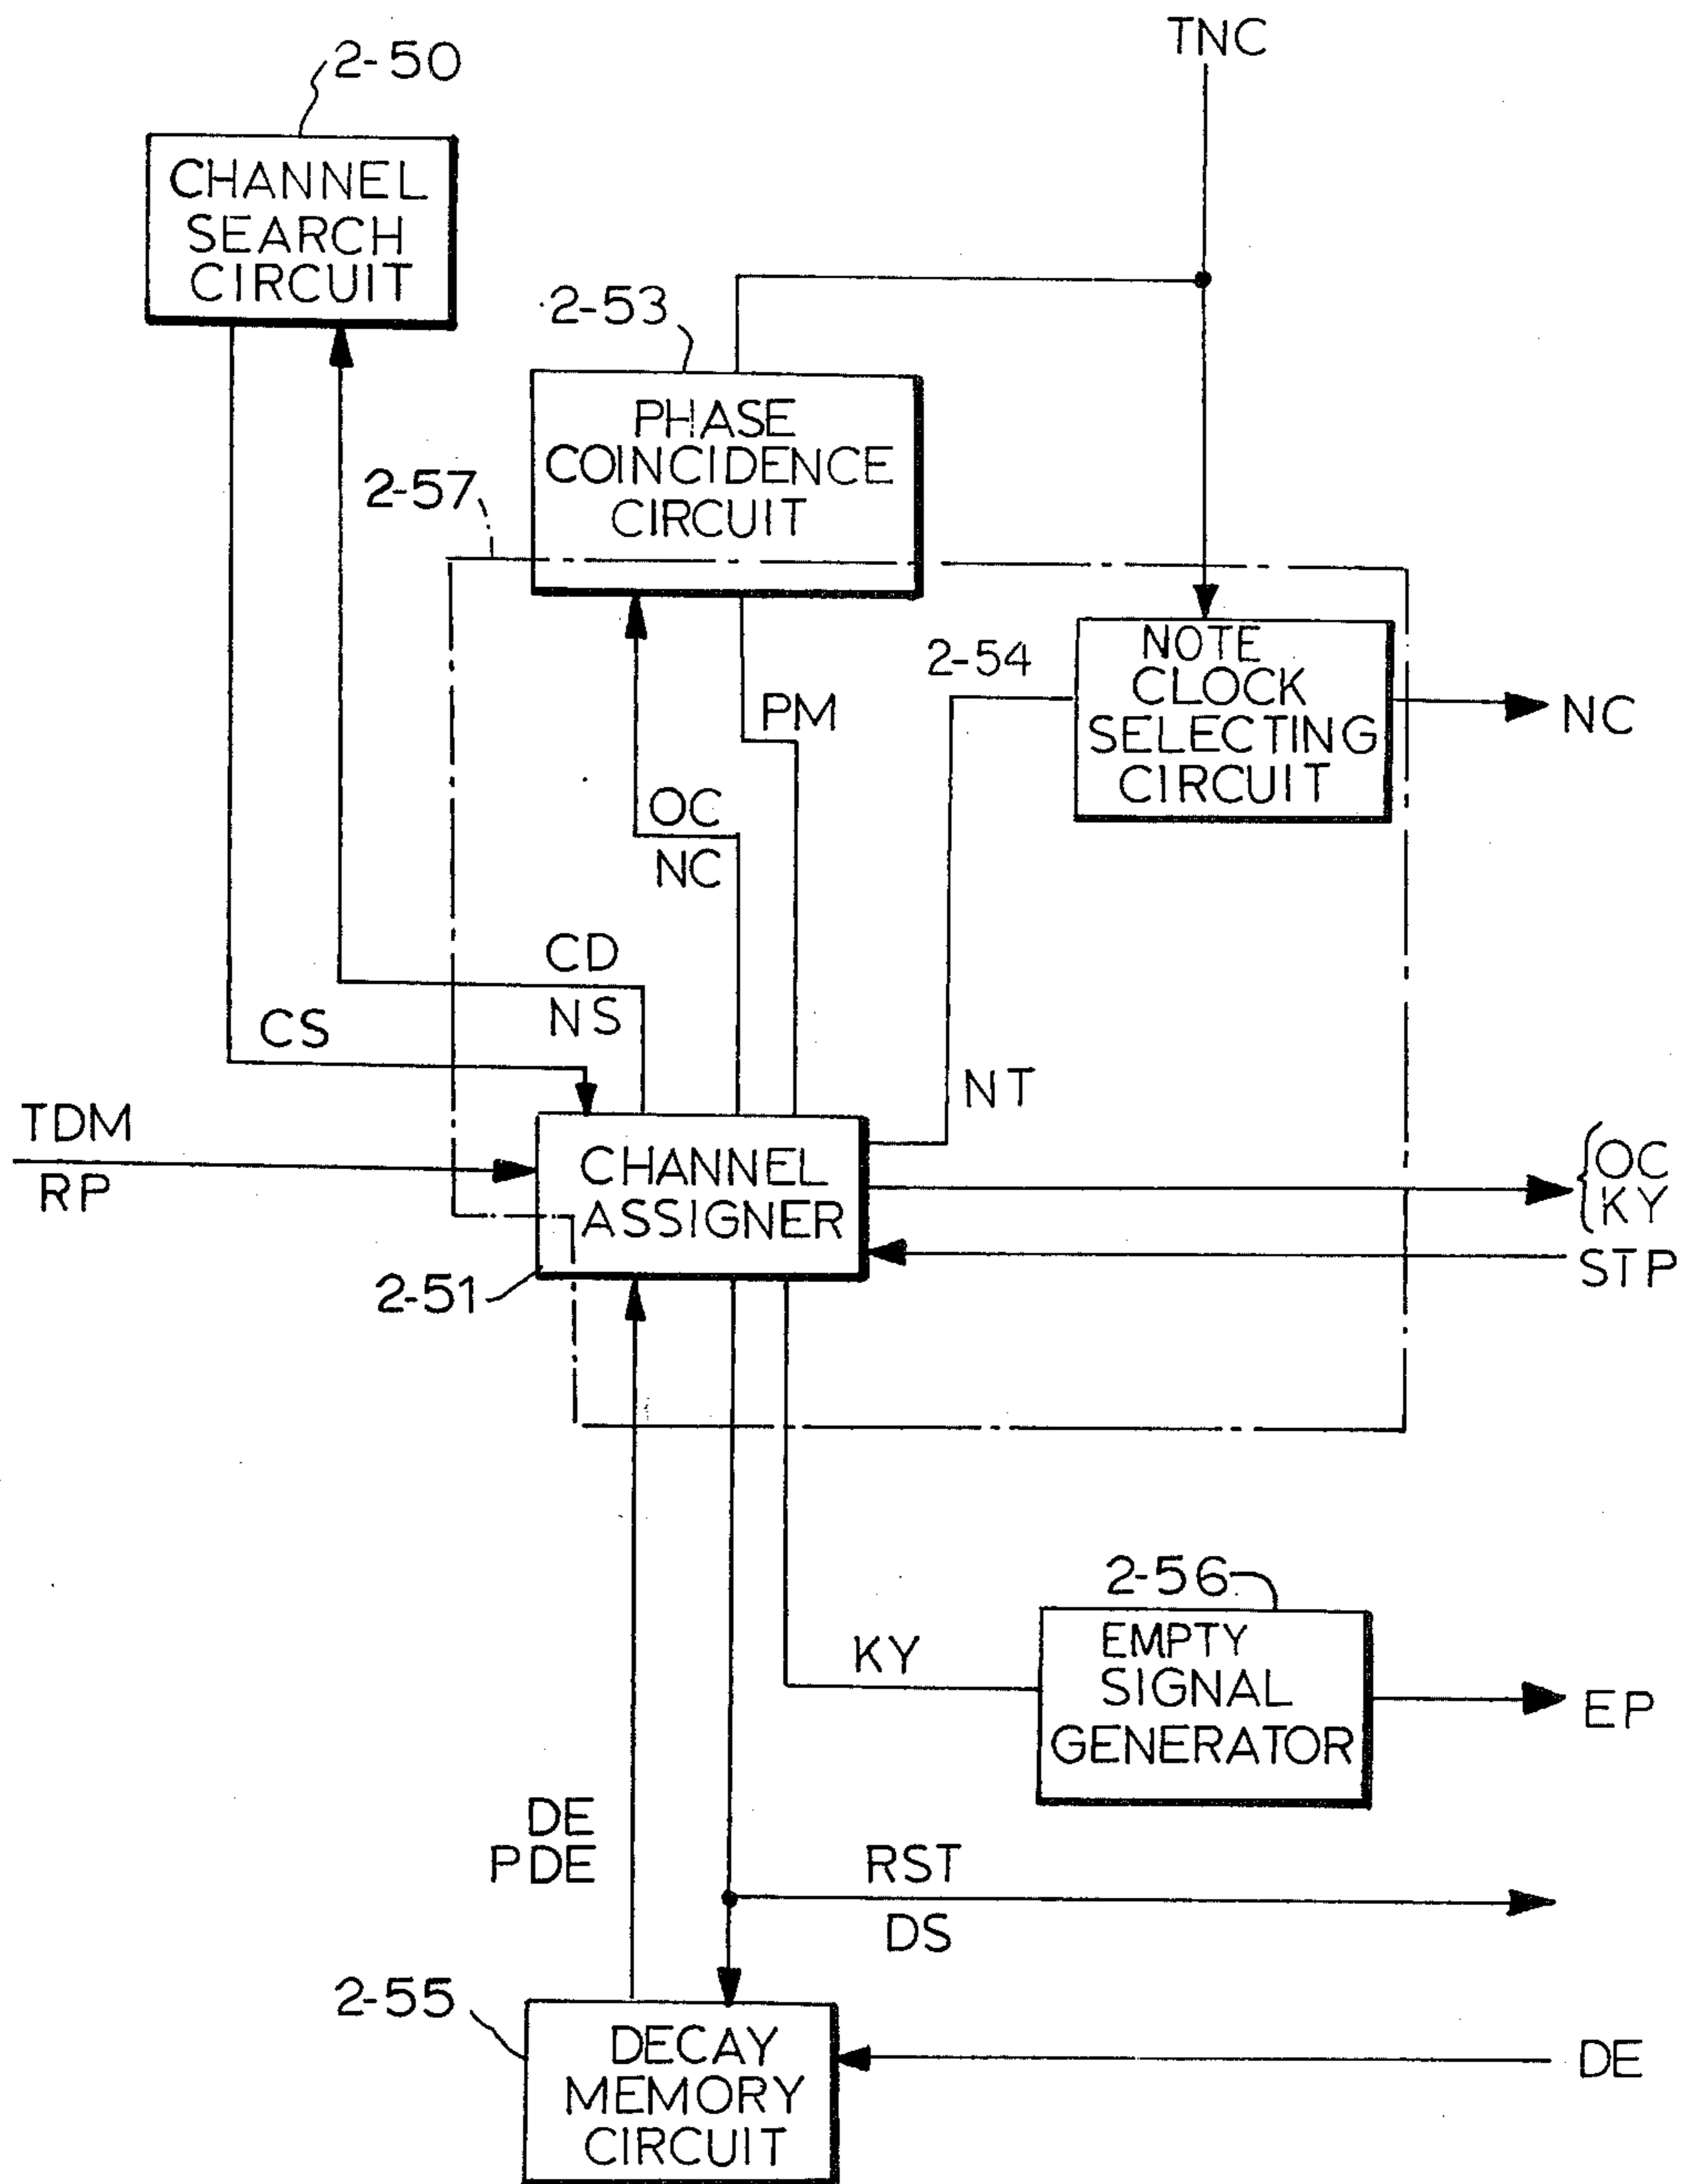 TNC
2-50
CHANNEL
SEARCH
CIRCUIT
2-53
PHASE
COINCIDENCE
CIRCUIT
2-57
2-54
NOTE
CLOCK
SELECTING
CIRCUIT
NC
PM
OC
NC
CD
NS
CS
NT
TDM
RP
CHANNEL
ASSIGNER
OC
KY
STP
2-51
2-56
KY
EMPTY
SIGNAL
GENERATOR
EP
DE
PDE
RST
DS
2-55
DECAY
MEMORY
CIRCUIT
DE